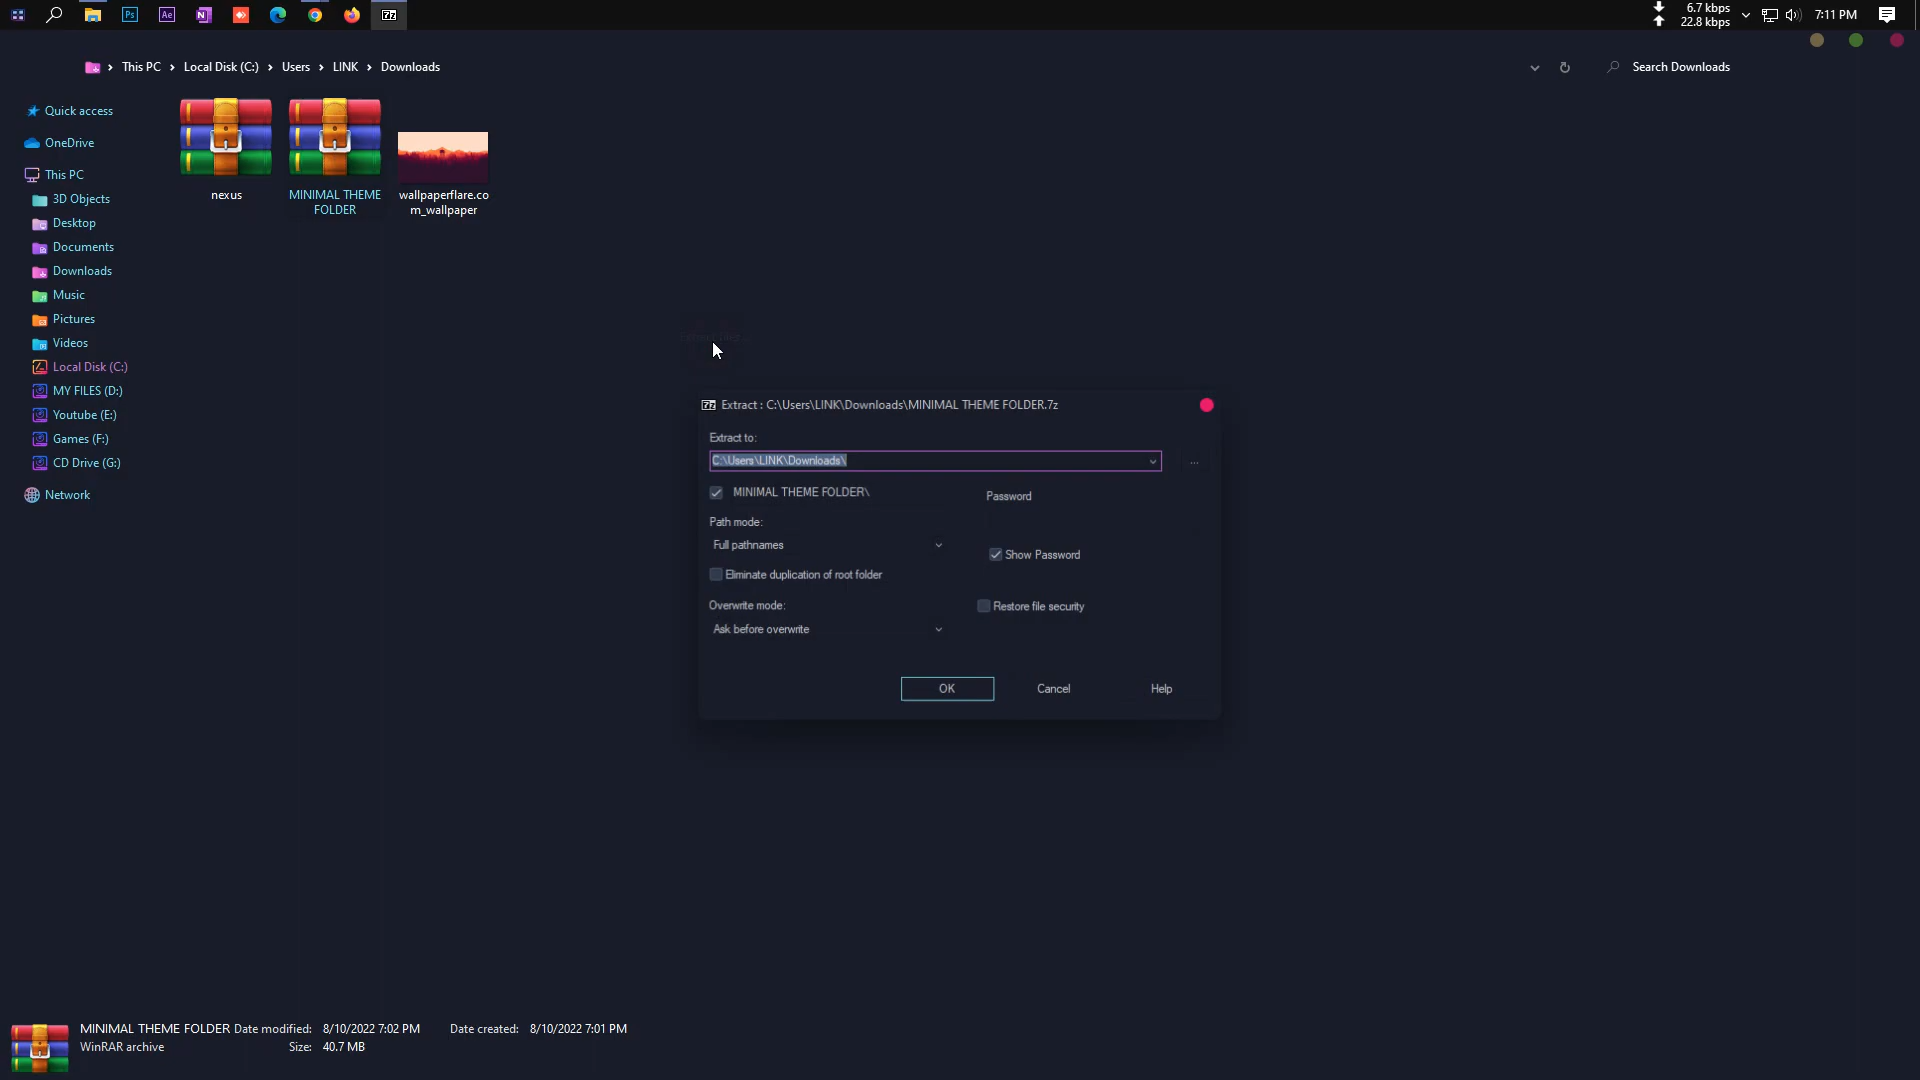 Ps
Ae
N
7z
6.7 kbps
22.8 kbps
7:11 PM
This PC
Local Disk (C:)
Users
LINK
Downloads
Search Downloads
Quick access
OneDrive
This PC
3D Objects
Desktop
Documents
Downloads
Music
Pictures
Videos
Local Disk (C:)
MY FILES (D:)
Youtube (E:)
Games (F:)
CD Drive (G:)
Network
nexus
MINIMAL THEME
FOLDER
wallpaperflare.co
m_wallpaper
7z Extract : C:\Users\LINK\Downloads\MINIMAL THEME FOLDER.7z
Extract to:
C:\Users\LINK\Downloads\
...
MINIMAL THEME FOLDER\
Password
Path mode:
Full pathnames
Show Password
Eliminate duplication of root folder
Overwrite mode:
Restore file security
Ask before overwrite
OK
Cancel
Help
MINIMAL THEME FOLDER Date modified: 8/10/2022 7:02 PM Date created: 8/10/2022 7:01 PM
WinRAR archive Size: 40.7 MB